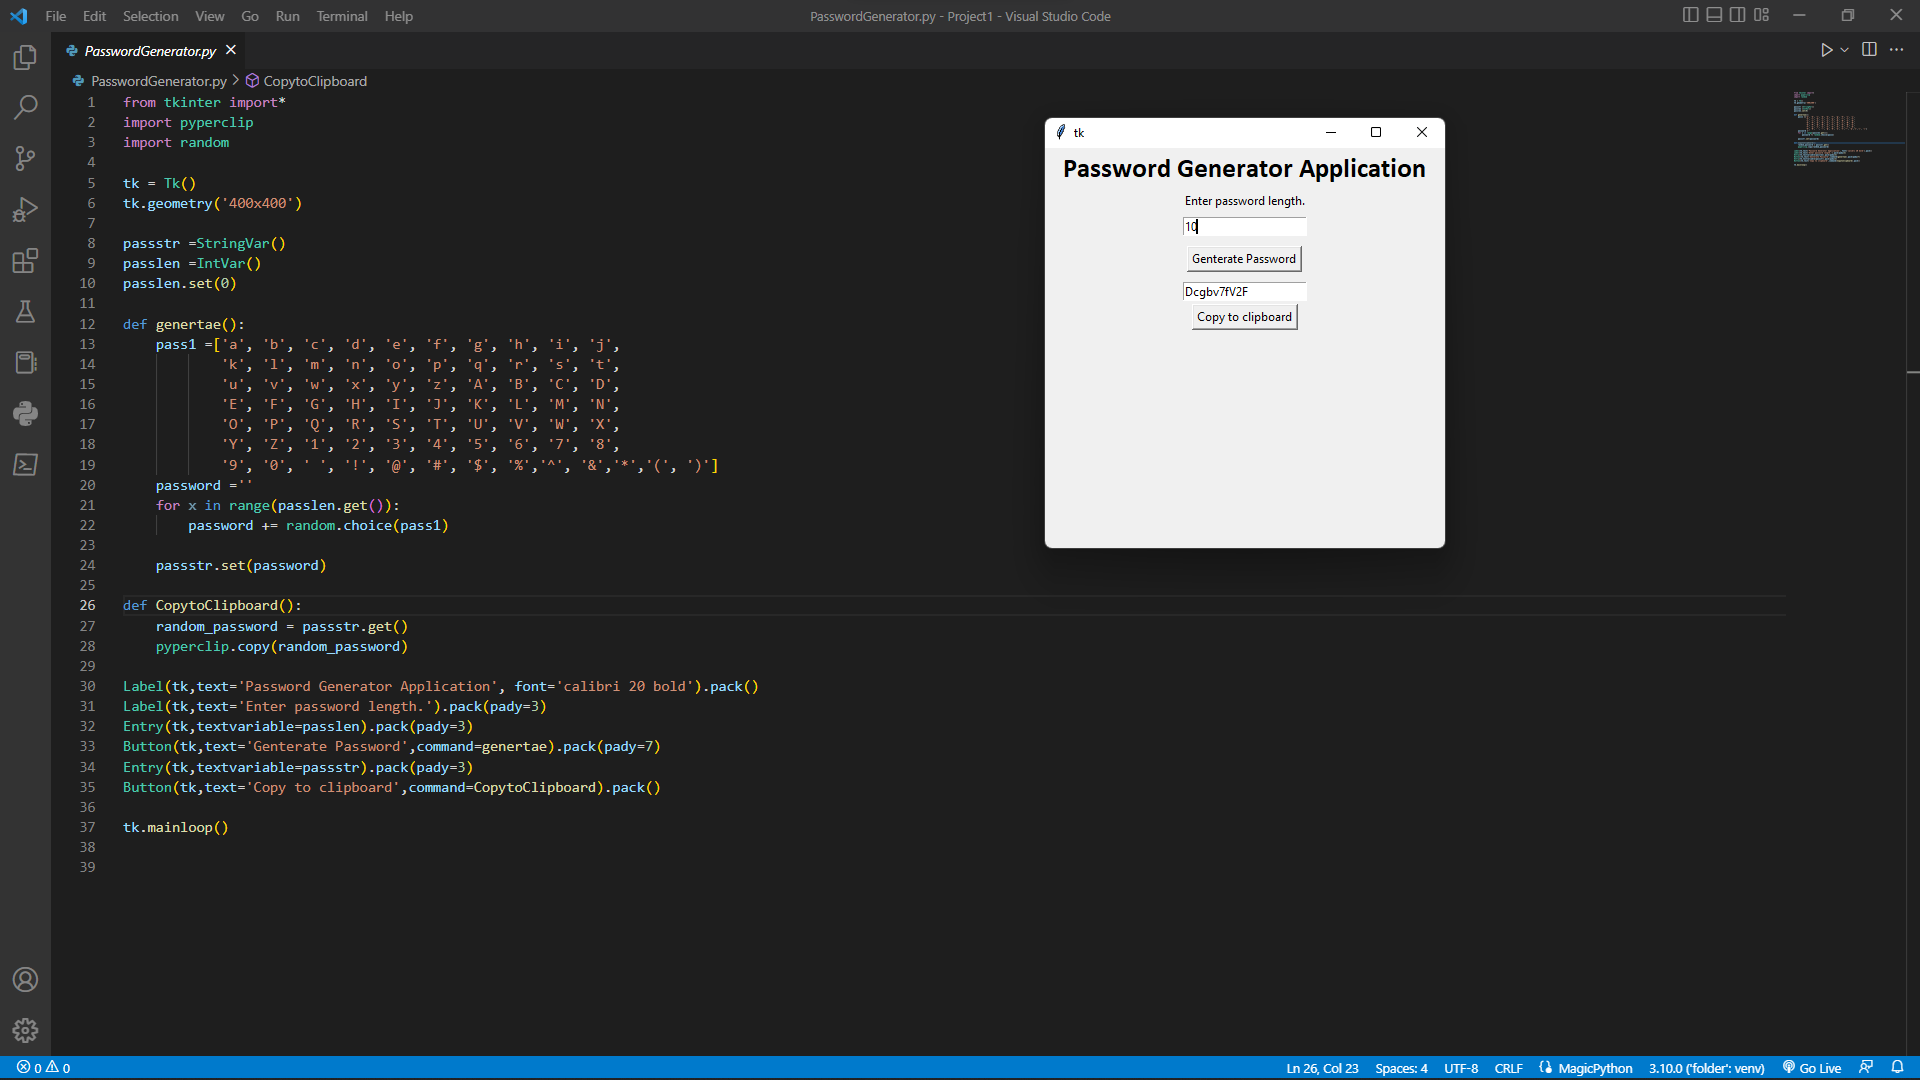 File Edit Selection View Go Run Terminal Help
PasswordGenerator.py - Project1 - Visual Studio Code
PasswordGenerator.py
PasswordGenerator.py > CopytoClipboard
1 from tkinter import*
2 import pyperclip
3 import random
4
5 tk = Tk()
6 tk.geometry('400x400')
7
8 passstr =StringVar()
9 passlen =IntVar()
10 passlen.set(0)
11
12 def genertae():
13 pass1 =['a', 'b', 'c', 'd', 'e', 'f', 'g', 'h', 'i', 'j',
14 'k', 'l', 'm', 'n', 'o', 'p', 'q', 'r', 's', 't',
15 'u', 'v', 'w', 'x', 'y', 'z', 'A', 'B', 'C', 'D',
16 'E', 'F', 'G', 'H', 'I', 'J', 'K', 'L', 'M', 'N',
17 'O', 'P', 'Q', 'R', 'S', 'T', 'U', 'V', 'W', 'X',
18 'Y', 'Z', '1', '2', '3', '4', '5', '6', '7', '8',
19 '9', '0', ' ', '!', '@', '#', '$', '%','^', '&','*','(', ')']
20 password =''
21 for x in range(passlen.get()):
22 password += random.choice(pass1)
23
24 passstr.set(password)
25
26 def CopytoClipboard():
27 random_password = passstr.get()
28 pyperclip.copy(random_password)
29
30 Label(tk,text='Password Generator Application', font='calibri 20 bold').pack()
31 Label(tk,text='Enter password length.').pack(pady=3)
32 Entry(tk,textvariable=passlen).pack(pady=3)
33 Button(tk,text='Genterate Password',command=genertae).pack(pady=7)
34 Entry(tk,textvariable=passstr).pack(pady=3)
35 Button(tk,text='Copy to clipboard',command=CopytoClipboard).pack()
36
37 tk.mainloop()
38
39
tk
Password Generator Application
Enter password length.
10
Genterate Password
Dcgbv7fV2F
Copy to clipboard
0 0
Ln 26, Col 23 Spaces: 4 UTF-8 CRLF MagicPython 3.10.0 ('folder': venv) Go Live